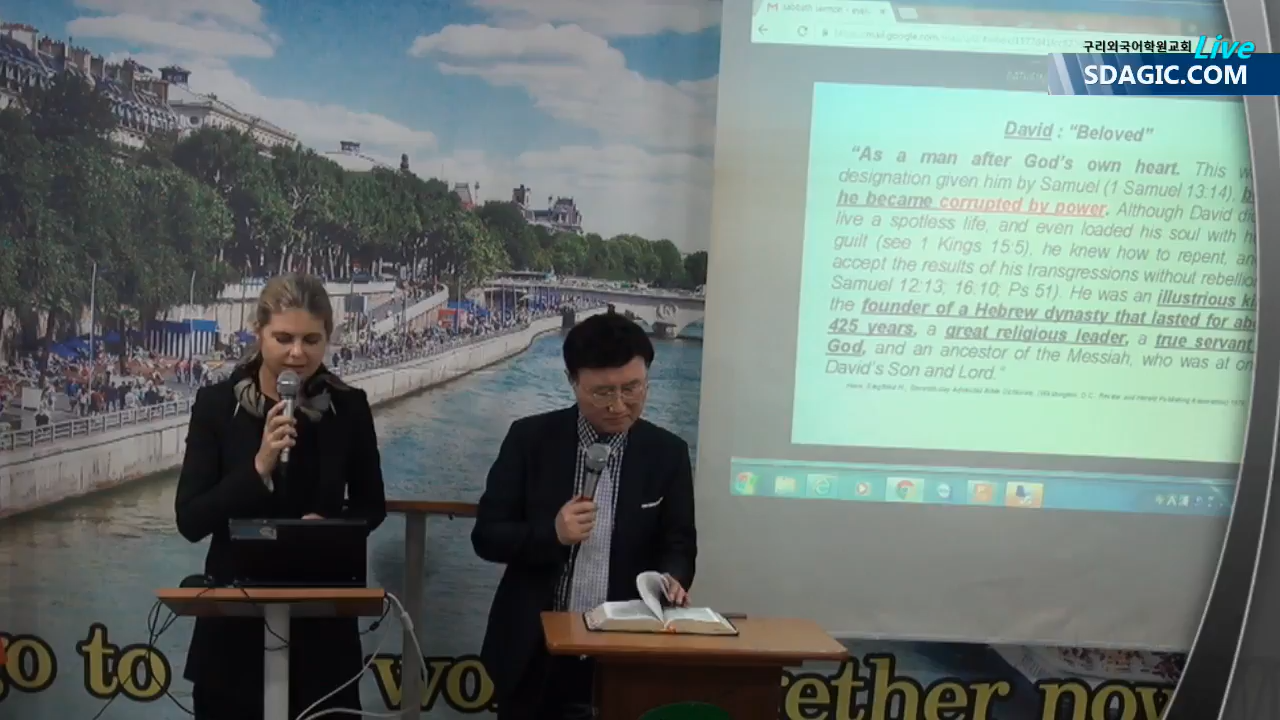 구리외국어학원교회 Live
SDAGIC.COM
David : “Beloved”
“As a man after God's own heart. This
designation given him by Samuel (1 Samuel 13:14),
he became corrupted by power. Although David
live a spotless life, and even loaded his soul with
guilt (see 1 Kings 15:5), he knew how to repent,
accept the results of his transgressions without rebellio
Samuel 12:13; 16:10; Ps 51). He was an illustrious
the founder of a Hebrew dynasty that lasted for
425 years, a great religious leader, a true servant
God, and an ancestor of the Messiah, who was at
David's Son and Lord.”
go to wo ether now